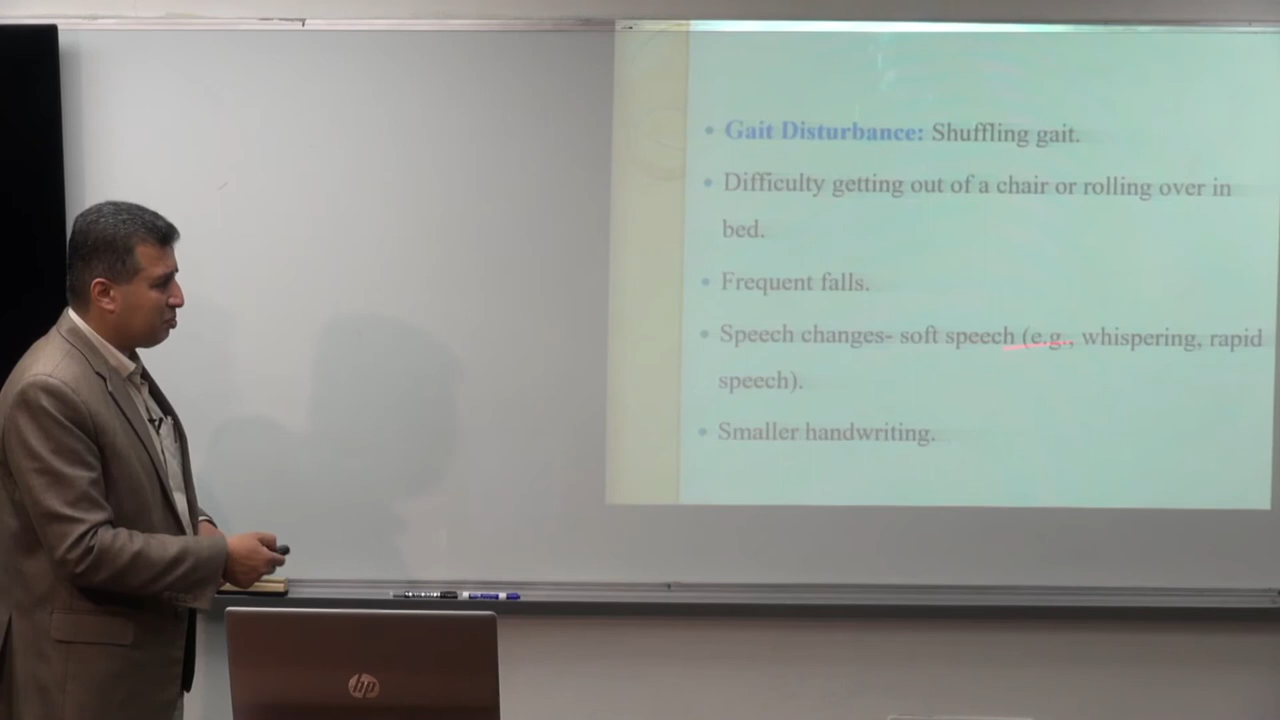 • Gait Disturbance: Shuffling gait.
• Difficulty getting out of a chair or rolling over in
bed.
• Frequent falls.
• Speech changes- soft speech (e.g., whispering, rapid
speech).
• Smaller handwriting.
hp